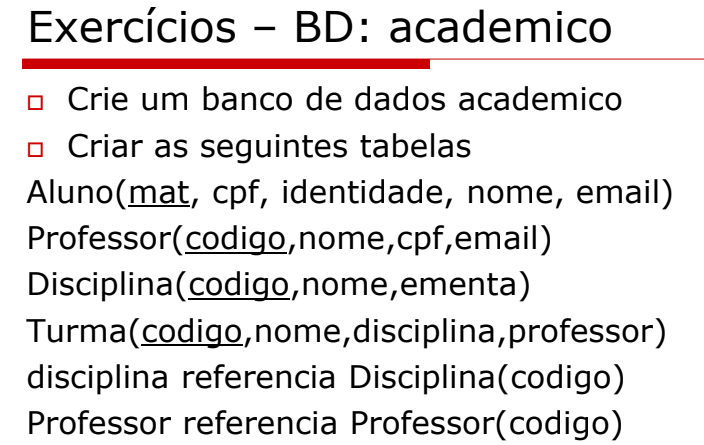 Exercícios – BD: academico
Crie um banco de dados academico
Criar as seguintes tabelas
Aluno(mat, cpf, identidade, nome, email)
Professor(codigo,nome,cpf,email)
Disciplina(codigo,nome,ementa)
Turma(codigo,nome,disciplina,professor)
disciplina referencia Disciplina(codigo)
Professor referencia Professor(codigo)